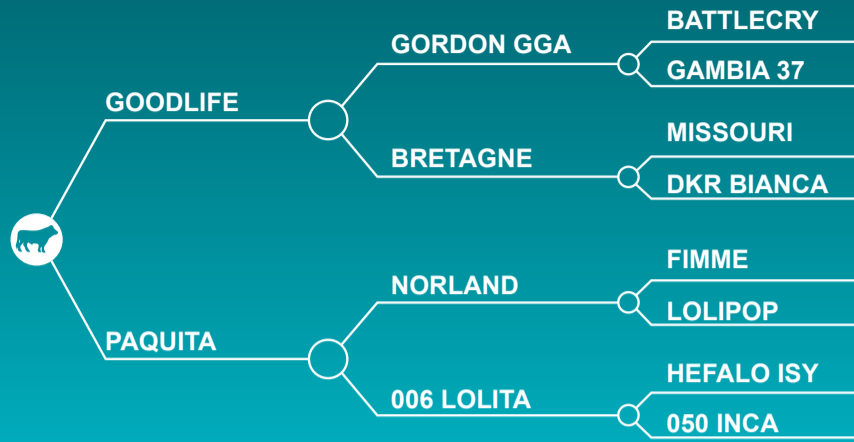 BATTLECRY
GORDON GGA
GAMBIA 37
GOODLIFE
MISSOURI
BRETAGNE
DKR BIANCA
FIMME
NORLAND
LOLIPOP
PAQUITA
HEFALO ISY
006 LOLITA
050 INCA